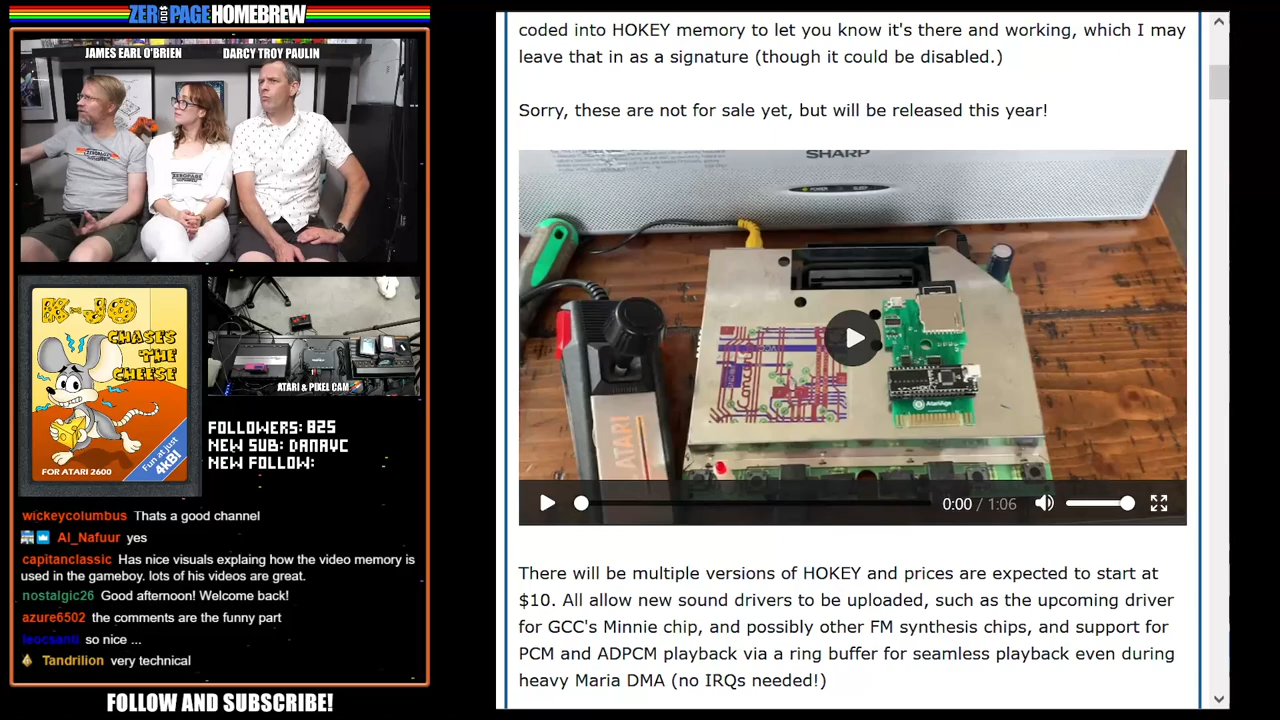 ZEROPAGE HOMEBREW
JAMES EARL O'BRIEN
DARCY TROY PAULIN
ZEROPAGE
K-JO
CHASES
THE
CHEESE
Fun at just
4kB!
FOR ATARI 2600
ATARI & PIXEL CAM
FOLLOWERS: 825
NEW SUB: DANAYC
NEW FOLLOW:
wickeycolumbus Thats a good channel
Al_Nafuur yes
capitanclassic Has nice visuals explaing how the video memory is
used in the gameboy. lots of his videos are great.
nostalgic26 Good afternoon! Welcome back!
azure6502 the comments are the funny part
leocsanti so nice ...
Tandrilion very technical
FOLLOW AND SUBSCRIBE!
coded into HOKEY memory to let you know it's there and working, which I may
leave that in as a signature (though it could be disabled.)
Sorry, these are not for sale yet, but will be released this year!
SHARP
POWER
SLEEP
ATARI
AtariAge
0:00 / 1:06
There will be multiple versions of HOKEY and prices are expected to start at
$10. All allow new sound drivers to be uploaded, such as the upcoming driver
for GCC's Minnie chip, and possibly other FM synthesis chips, and support for
PCM and ADPCM playback via a ring buffer for seamless playback even during
heavy Maria DMA (no IRQs needed!)